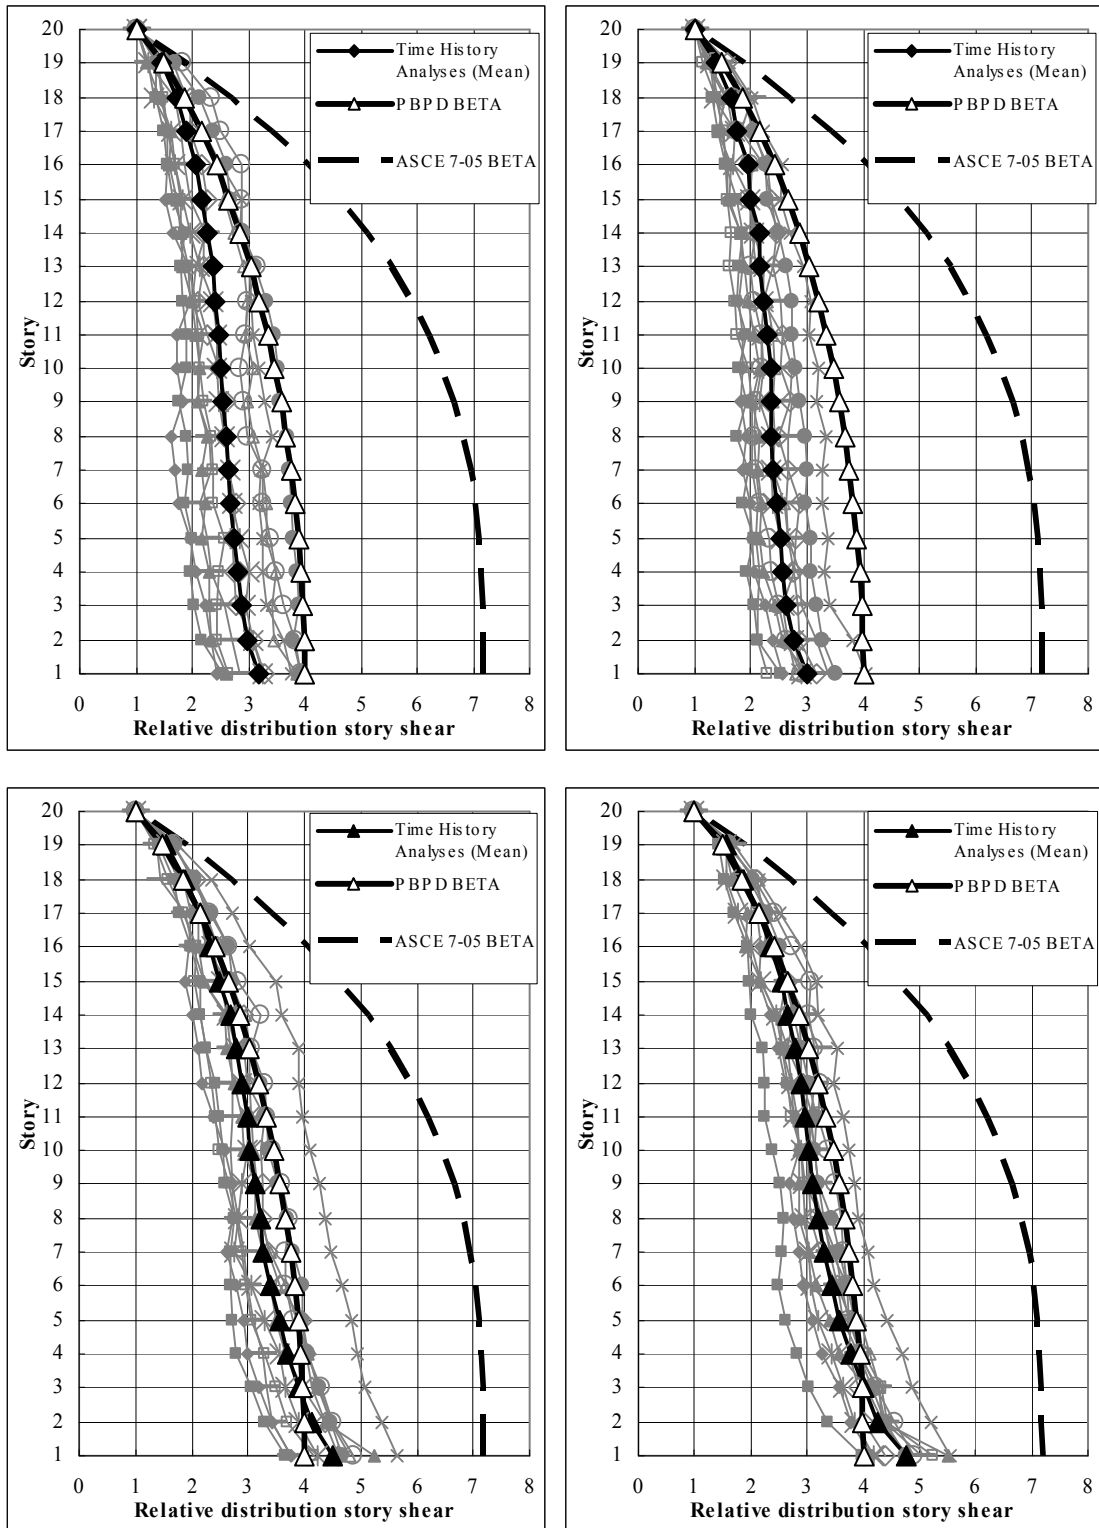 Time History
Analyses (Mean)
PBPD BETA
ASCE 7-05 BETA
20
19
18
17
16
15
14
13
12
11
10
9
8
7
6
5
4
3
2
1
Story
0 1 2 3 4 5 6 7 8
Relative distribution story shear
Time History
Analyses (Mean)
PBPD BETA
ASCE 7-05 BETA
20
19
18
17
16
15
14
13
12
11
10
9
8
7
6
5
4
3
2
1
Story
0 1 2 3 4 5 6 7 8
Relative distribution story shear
Time History
Analyses (Mean)
PBPD BETA
ASCE 7-05 BETA
20
19
18
17
16
15
14
13
12
11
10
9
8
7
6
5
4
3
2
1
Story
0 1 2 3 4 5 6 7 8
Relative distribution story shear
Time History
Analyses (Mean)
PBPD BETA
ASCE 7-05 BETA
20
19
18
17
16
15
14
13
12
11
10
9
8
7
6
5
4
3
2
1
Story
0 1 2 3 4 5 6 7 8
Relative distribution story shear